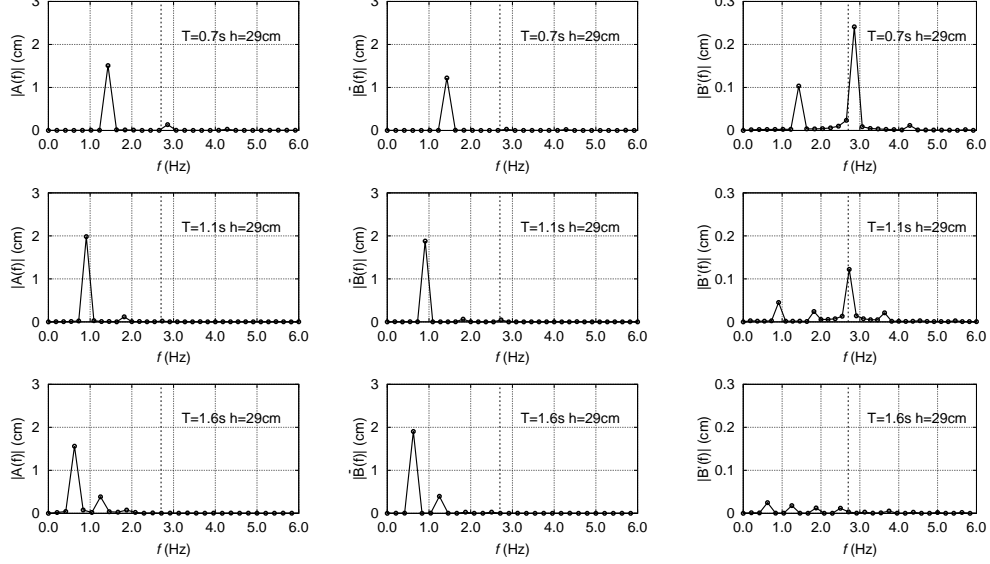 3
2
1
0
|A(f)| (cm)
T=0.7s h=29cm
0.0 1.0 2.0 3.0 4.0 5.0 6.0
f (Hz)
3
2
1
0
|B̄(f)| (cm)
T=0.7s h=29cm
0.0 1.0 2.0 3.0 4.0 5.0 6.0
f (Hz)
0.3
0.2
0.1
0
|B'(f)| (cm)
T=0.7s h=29cm
0.0 1.0 2.0 3.0 4.0 5.0 6.0
f (Hz)
3
2
1
0
|A(f)| (cm)
T=1.1s h=29cm
0.0 1.0 2.0 3.0 4.0 5.0 6.0
f (Hz)
3
2
1
0
|B̄(f)| (cm)
T=1.1s h=29cm
0.0 1.0 2.0 3.0 4.0 5.0 6.0
f (Hz)
0.3
0.2
0.1
0
|B'(f)| (cm)
T=1.1s h=29cm
0.0 1.0 2.0 3.0 4.0 5.0 6.0
f (Hz)
3
2
1
0
|A(f)| (cm)
T=1.6s h=29cm
0.0 1.0 2.0 3.0 4.0 5.0 6.0
f (Hz)
3
2
1
0
|B̄(f)| (cm)
T=1.6s h=29cm
0.0 1.0 2.0 3.0 4.0 5.0 6.0
f (Hz)
0.3
0.2
0.1
0
|B'(f)| (cm)
T=1.6s h=29cm
0.0 1.0 2.0 3.0 4.0 5.0 6.0
f (Hz)